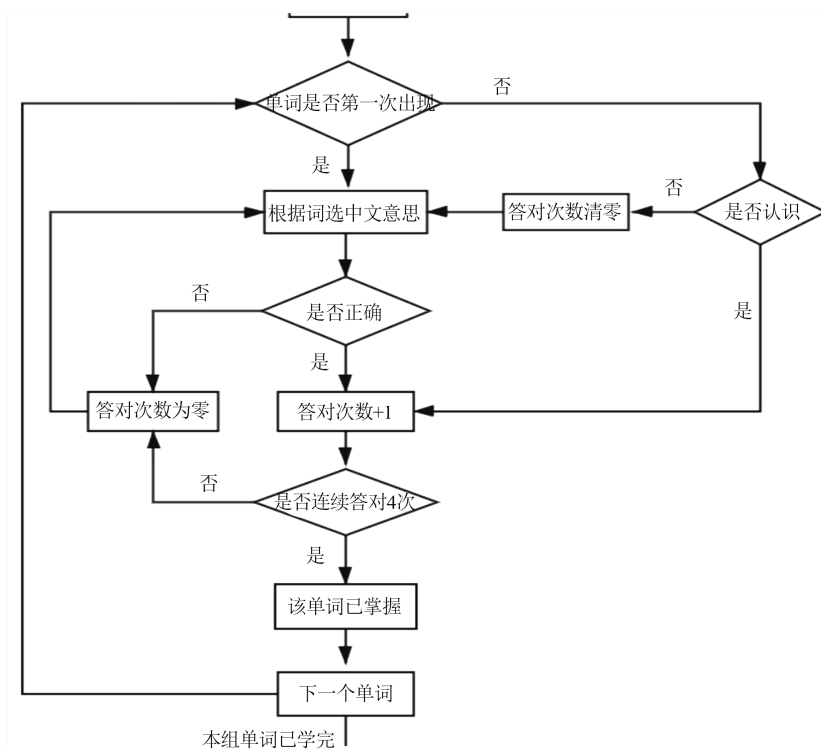 单词是否第一次出现
否
是
根据词选中文意思
答对次数清零
否
是否认识
否
是否正确
是
是
答对次数为零
答对次数+1
否
是否连续答对4次
是
该单词已掌握
下一个单词
本组单词已学完